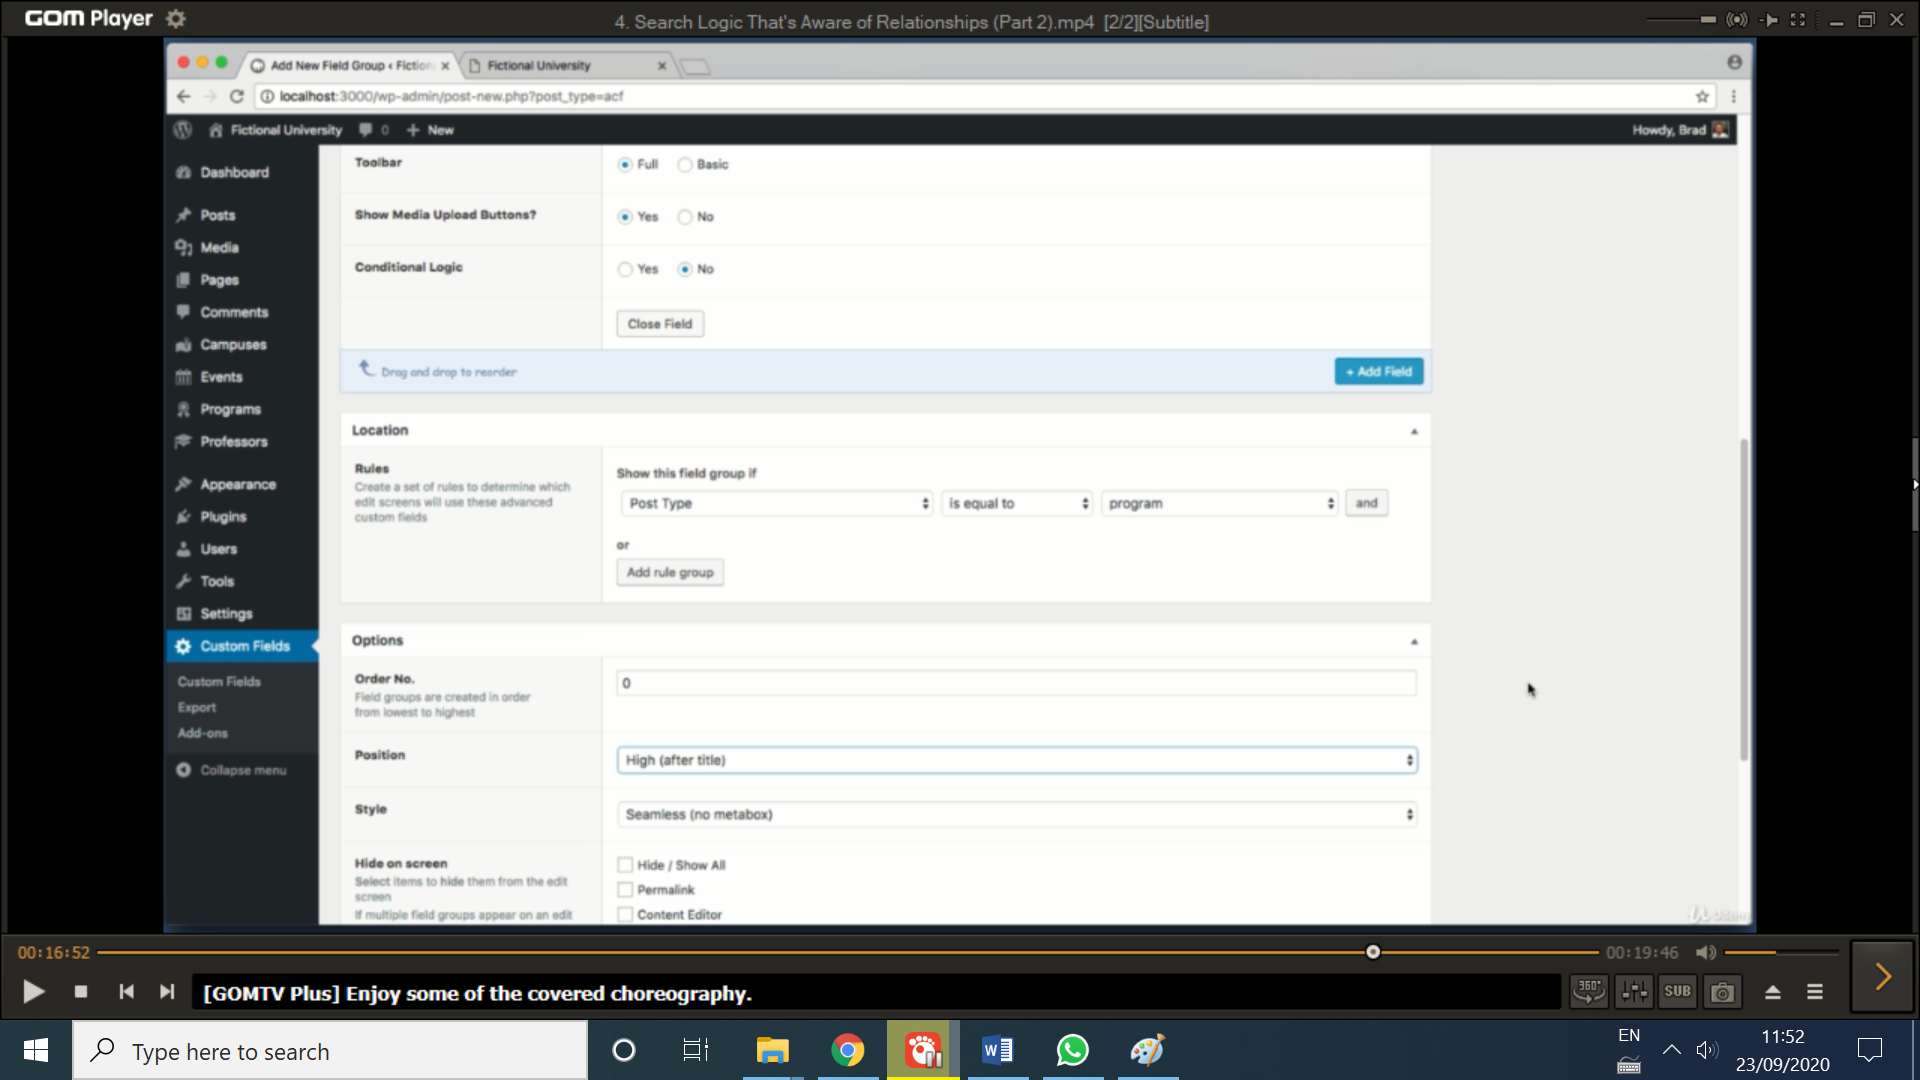 GOM Player
4. Search Logic That's Aware of Relationships (Part 2).mp4 [2/2][Subtitle]
Add New Field Group ‹ Fiction
Fictional University
localhost:3000/wp-admin/post-new.php?post_type=acf
Fictional University
0
+ New
Howdy, Brad
Dashboard
Posts
Media
Pages
Comments
Campuses
Events
Programs
Professors
Appearance
Plugins
Users
Tools
Settings
Custom Fields
Custom Fields
Export
Add-ons
Collapse menu
Toolbar
Full Basic
Show Media Upload Buttons?
Yes No
Conditional Logic
Yes No
Close Field
Drag and drop to reorder
+ Add Field
Location
Rules
Create a set of rules to determine which
edit screens will use these advanced
custom fields
Show this field group if
Post Type is equal to program and
or
Add rule group
Options
Order No.
Field groups are created in order
from lowest to highest
0
Position
High (after title)
Style
Seamless (no metabox)
Hide on screen
Select items to hide them from the edit
screen
If multiple field groups appear on an edit
Hide / Show All
Permalink
Content Editor
Udemy
00:16:52
00:19:46
[GOMTV Plus] Enjoy some of the covered choreography.
360°
SUB
Type here to search
EN
11:52
23/09/2020